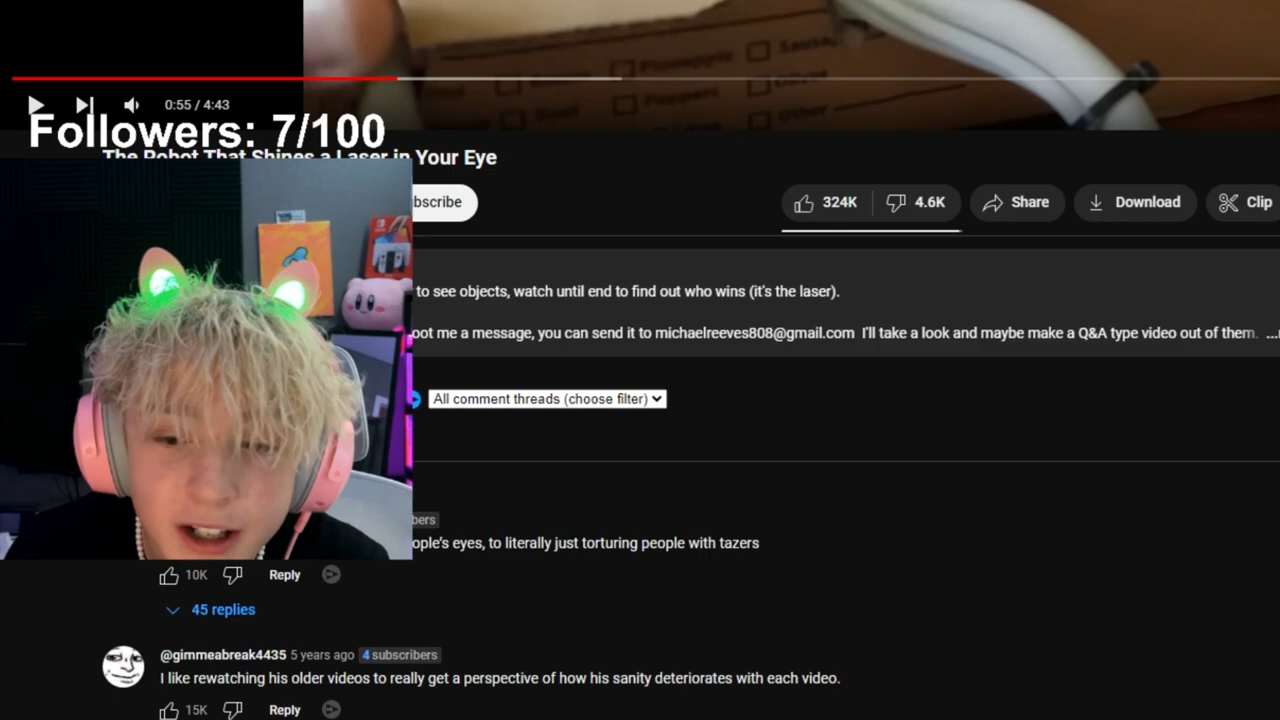 Pineapple
Sausage
Olives
Peppers
Other
0:55 / 4:43
Followers: 7/100
The Robot That Shines a Laser in Your Eye
bscribe
324K
4.6K
Share
Download
Clip
to see objects, watch until end to find out who wins (it's the laser).
oot me a message, you can send it to michaelreeves808@gmail.com I'll take a look and maybe make a Q&A type video out of them. ...
All comment threads (choose filter)
bers
ople's eyes, to literally just torturing people with tazers
10K Reply
45 replies
@gimmeabreak4435 5 years ago 4 subscribers
I like rewatching his older videos to really get a perspective of how his sanity deteriorates with each video.
15K Reply